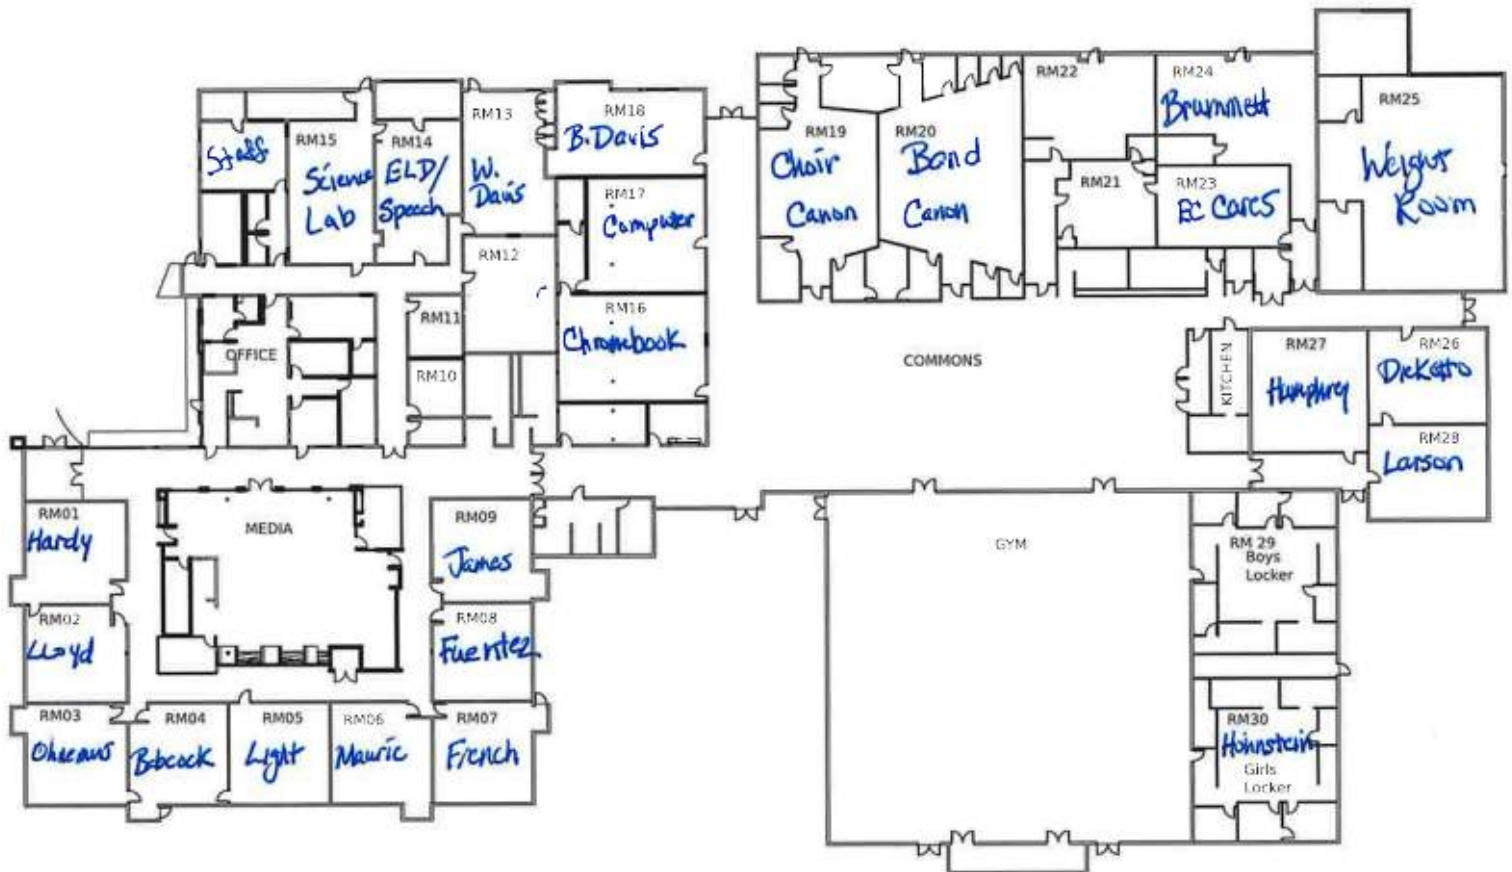 RM22
RM24
Brummett
RM25
Weight
Room
RM13
W.
Davis
RM18
B. Davis
RM15
Science
Lab
RM14
ELD/
Speech
Staff
RM19
Choir
Canon
RM20
Band
Canon
RM21
RM23
EC Cares
RM17
Computer
RM12
RM16
Chromebook
RM11
OFFICE
RM10
COMMONS
KITCHEN
RM27
Humphrey
RM26
RM28
Larson
RM01
Hardy
MEDIA
RM09
James
GYM
RM 29
Boys
Locker
RM02
Lloyd
RM08
Fuentez
RM03
RM04
Babcock
RM05
Light
RM06
Mauric
RM07
French
RM30
Hohnstein
Girls
Locker